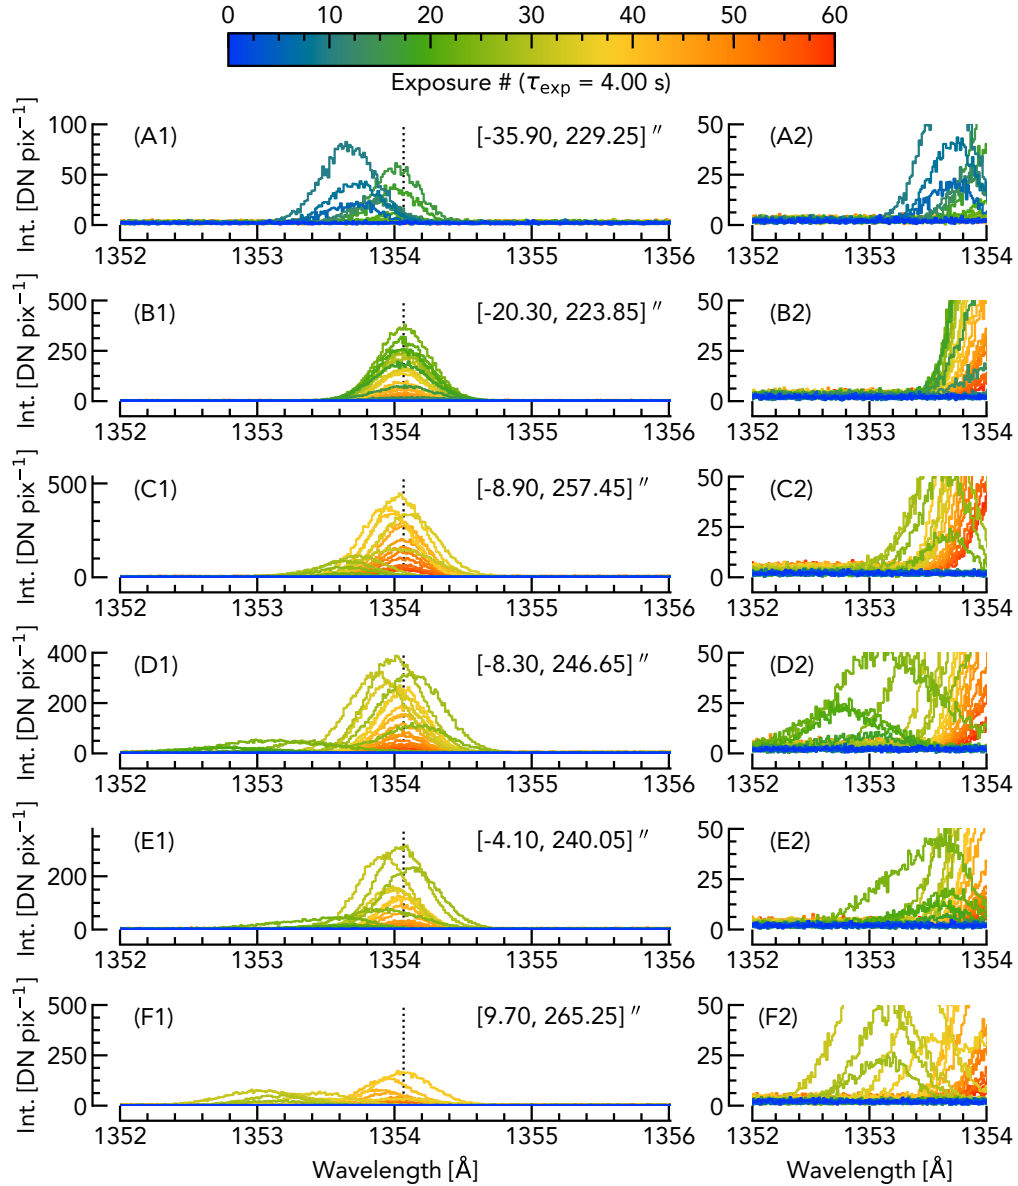 0 10 20 30 40 50 60
Exposure # (τexp = 4.00 s)
Int. [DN pix⁻¹]
100
50
0
(A1)
[-35.90, 229.25] ″
1352 1353 1354 1355 1356
50
25
0
(A2)
1352 1353 1354
Int. [DN pix⁻¹]
500
250
0
(B1)
[-20.30, 223.85] ″
1352 1353 1354 1355 1356
50
25
0
(B2)
1352 1353 1354
Int. [DN pix⁻¹]
500
0
(C1)
[-8.90, 257.45] ″
1352 1353 1354 1355 1356
50
25
0
(C2)
1352 1353 1354
Int. [DN pix⁻¹]
400
200
0
(D1)
[-8.30, 246.65] ″
1352 1353 1354 1355 1356
50
25
0
(D2)
1352 1353 1354
Int. [DN pix⁻¹]
200
0
(E1)
[-4.10, 240.05] ″
1352 1353 1354 1355 1356
50
25
0
(E2)
1352 1353 1354
Int. [DN pix⁻¹]
500
250
0
(F1)
[9.70, 265.25] ″
1352 1353 1354 1355 1356
Wavelength [Å]
50
25
0
(F2)
1352 1353 1354
Wavelength [Å]